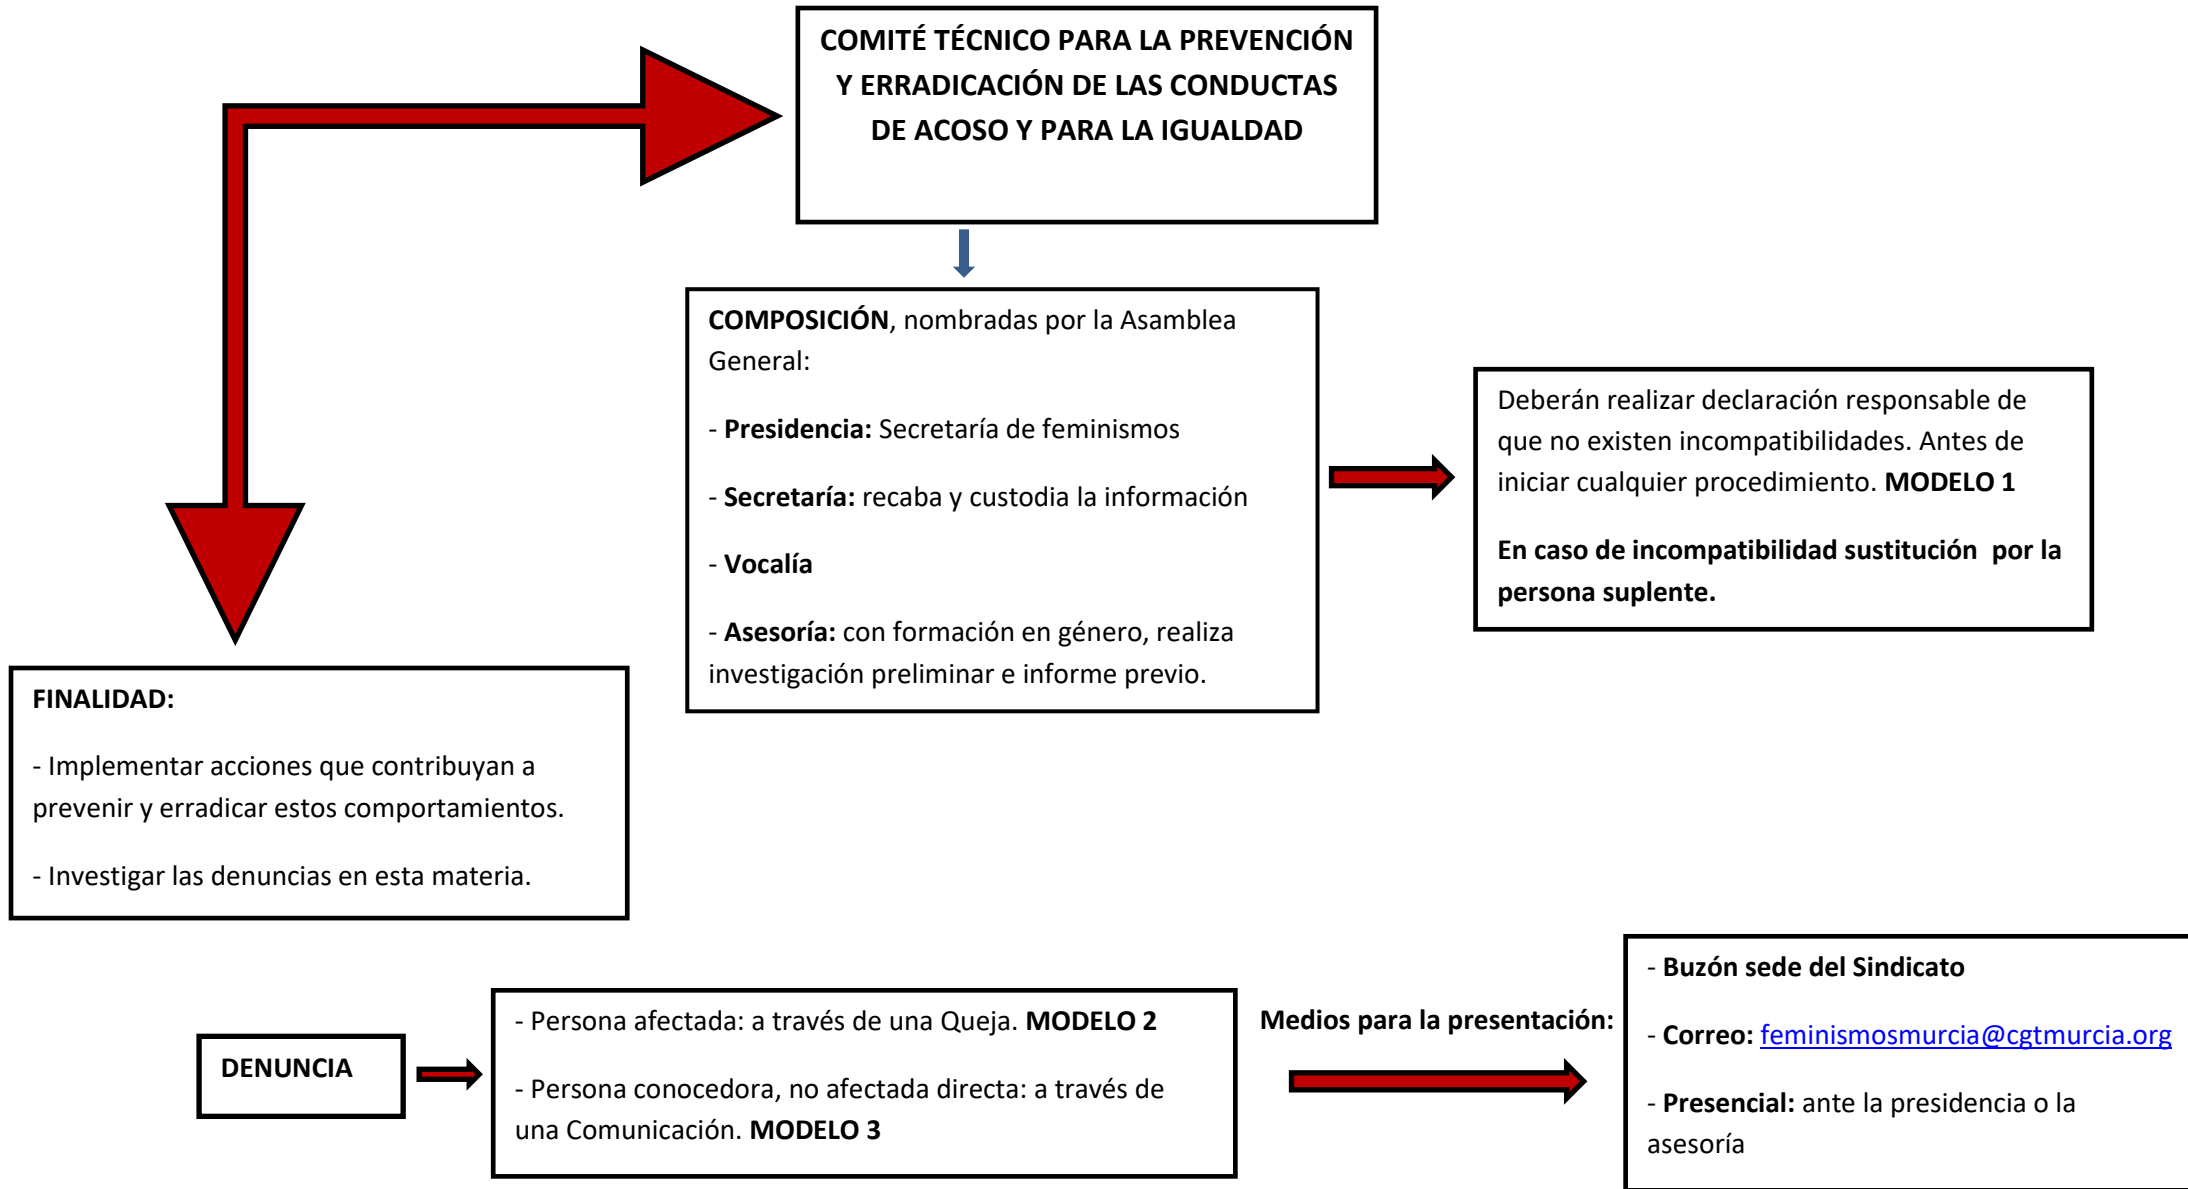 COMITÉ TÉCNICO PARA LA PREVENCIÓN
Y ERRADICACIÓN DE LAS CONDUCTAS
DE ACOSO Y PARA LA IGUALDAD
COMPOSICIÓN, nombradas por la Asamblea
General:
- Presidencia: Secretaría de feminismos
- Secretaría: recaba y custodia la información
- Vocalía
- Asesoría: con formación en género, realiza
investigación preliminar e informe previo.
Deberán realizar declaración responsable de
que no existen incompatibilidades. Antes de
iniciar cualquier procedimiento. MODELO 1
En caso de incompatibilidad sustitución  por la
persona suplente.
FINALIDAD:
- Implementar acciones que contribuyan a
prevenir y erradicar estos comportamientos.
- Investigar las denuncias en esta materia.
DENUNCIA
- Persona afectada: a través de una Queja. MODELO 2
- Persona conocedora, no afectada directa: a través de
una Comunicación. MODELO 3
Medios para la presentación:
- Buzón sede del Sindicato
- Correo: feminismosmurcia@cgtmurcia.org
- Presencial: ante la presidencia o la
asesoría